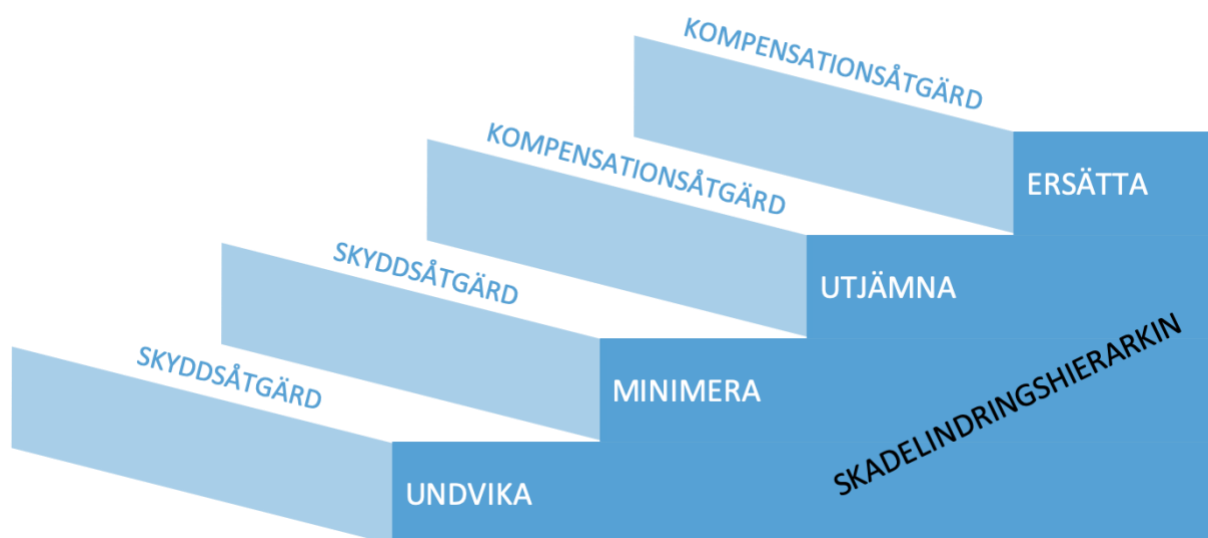 KOMPENSATIONSÅTGÄRD
KOMPENSATIONSÅTGÄRD
ERSÄTTA
SKYDDSÅTGÄRD
UTJÄMNA
SKYDDSÅTGÄRD
MINIMERA
SKADELINDRINGSHIERARKIN
UNDVIKA